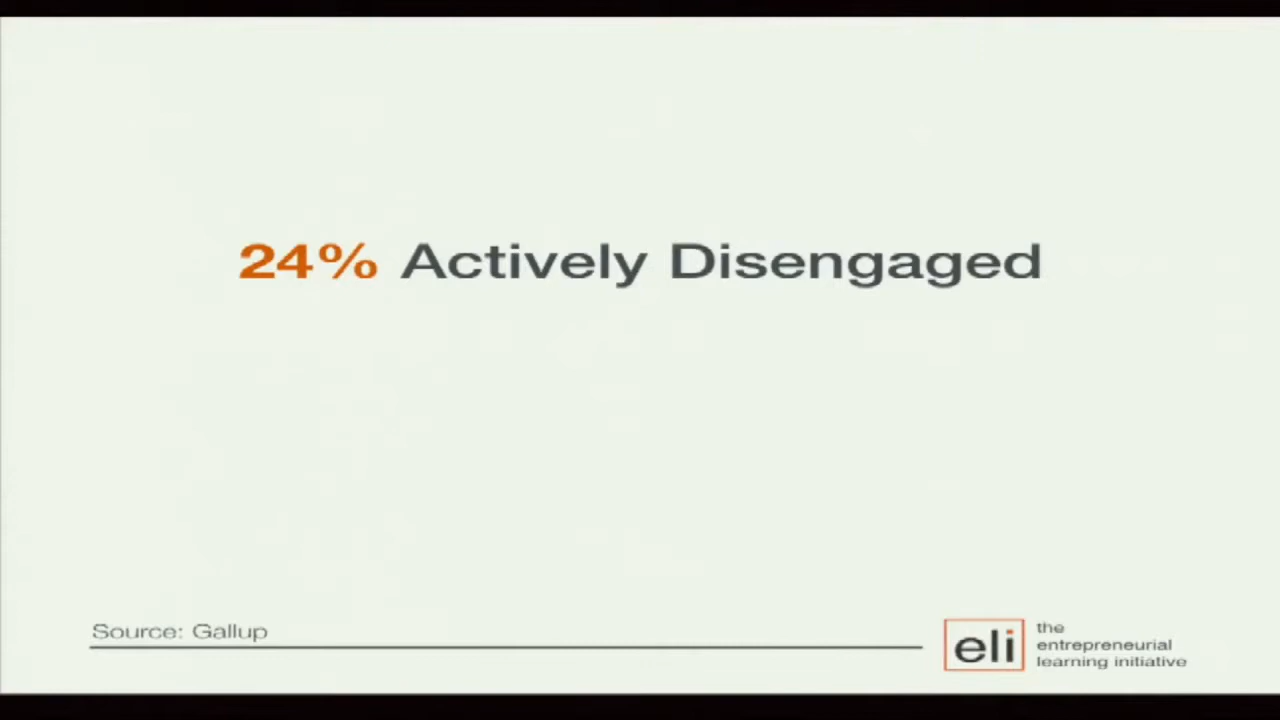 24% Actively Disengaged
Source: Gallup
eli
the
entrepreneurial
learning initiative